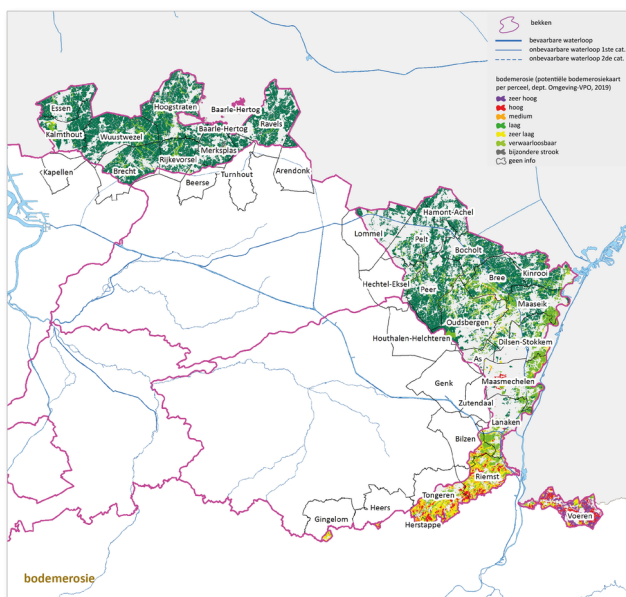 bekken
bevaarbare waterloop
onbevaarbare waterloop 1ste cat.
onbevaarbare waterloop 2de cat.
bodemerosie (potentiële bodemerosiekaart
per perceel, dept. Omgeving-VPO, 2019)
zeer hoog
hoog
medium
laag
zeer laag
verwaarloosbaar
bijzondere strook
geen info
Essen
Hoogstraten
Baarle-Hertog
Kalmthout
Wuustwezel
Baarle-Hertog
Ravels
Merksplas
Rijkevorsel
Kapellen
Brecht
Beerse
Turnhout
Arendonk
Hamont-Achel
Lommel
Pelt
Bocholt
Bree
Kinrooi
Hechtel-Eksel
Peer
Maaseik
Oudsbergen
Houthalen-Helchteren
Dilsen-Stokkem
As
Genk
Maasmechelen
Zutendaal
Lanaken
Bilzen
Riemst
Tongeren
Heers
Gingelom
Herstappe
Voeren
bodemerosie